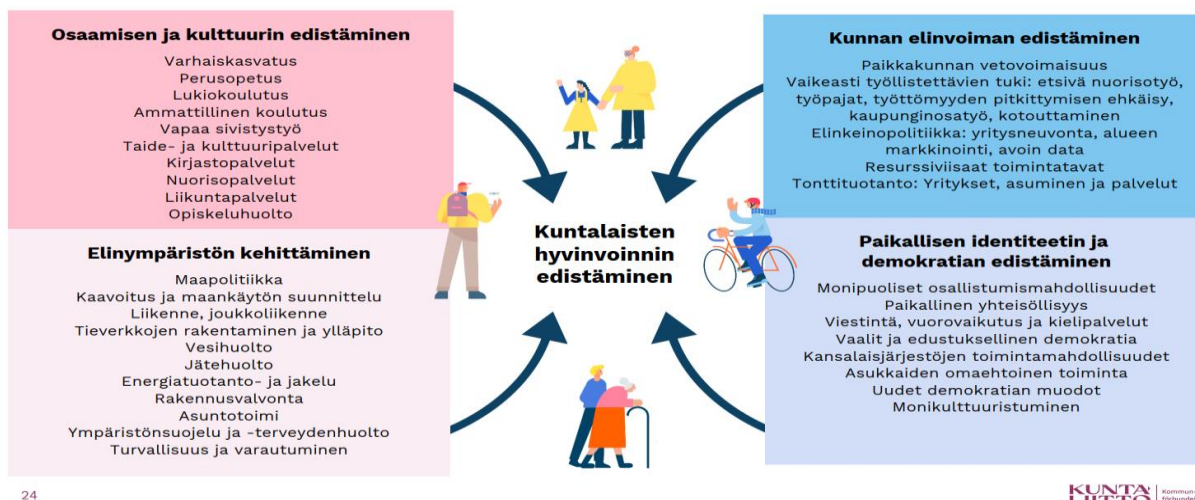 Osaamisen ja kulttuurin edistäminen
Varhaiskasvatus
Perusopetus
Lukiokoulutus
Ammattillinen koulutus
Vapaa sivistystyö
Taide- ja kulttuuripalvelut
Kirjastopalvelut
Nuorisopalvelut
Liikuntapalvelut
Opiskeluhuolto
Kunnan elinvoiman edistäminen
Paikkakunnan vetovoimaisuus
Vaikeasti työllistettävien tuki: etsivä nuorisotyö,
työpajat, työttömyyden pitkittymisen ehkäisy,
kaupunginosatyö, kotouttaminen
Elinkeinopolitiikka: yritysneuvonta, alueen
markkinointi, avoin data
Resurssiviisaat toimintatavat
Tonttituotanto: Yritykset, asuminen ja palvelut
Kuntalaisten
hyvinvoinnin
edistäminen
Elinympäristön kehittäminen
Maapolitiikka
Kaavoitus ja maankäytön suunnittelu
Liikenne, joukkoliikenne
Tieverkkojen rakentaminen ja ylläpito
Vesihuolto
Jätehuolto
Energiatuotanto- ja jakelu
Rakennusvalvonta
Asuntotoimi
Ympäristönsuojelu ja -terveydenhuolto
Turvallisuus ja varautuminen
Paikallisen identiteetin ja
demokratian edistäminen
Monipuoliset osallistumismahdollisuudet
Paikallinen yhteisöllisyys
Viestintä, vuorovaikutus ja kielipalvelut
Vaalit ja edustuksellinen demokratia
Kansalaisjärjestöjen toimintamahdollisuudet
Asukkaiden omaehtoinen toiminta
Uudet demokratian muodot
Monikulttuuristuminen
24
KUNTA
LIITTO
Kommun-
förbundet